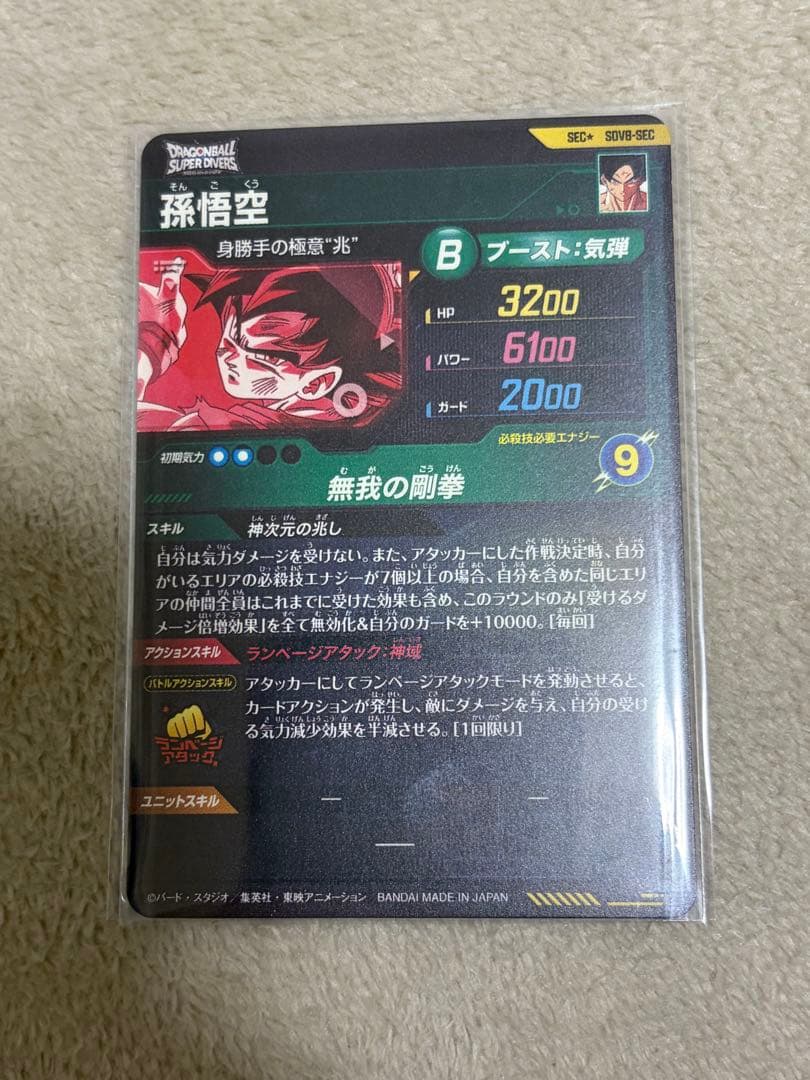 SEC★ SDV8-SEC
DRAGONBALL
SUPER DIVERS
そん ご くう
孫悟空
身勝手の極意“兆”
B ブースト:気弾
HP 3200
パワー 6100
ガード 2000
必殺技必要エナジー
9
初期気力
む が ごう けん
無我の剛拳
スキル 神次元の兆し
自分は気力ダメージを受けない。また、アタッカーにした作戦決定時、自分
がいるエリアの必殺技エナジーが7個以上の場合、自分を含めた同じエリ
アの仲間全員はこれまでに受けた効果も含め、このラウンドのみ「受けるダ
メージ倍増効果」を全て無効化&自分のガードを+10000。[毎回]
アクションスキル ランページアタック:神域
バトルアクションスキル
アタッカーにしてランページアタックモードを発動させると、
カードアクションが発生し、敵にダメージを与え、自分の受け
る気力減少効果を半減させる。[1回限り]
ランページ
アタック
ユニットスキル
©バード・スタジオ/集英社・東映アニメーション BANDAI MADE IN JAPAN